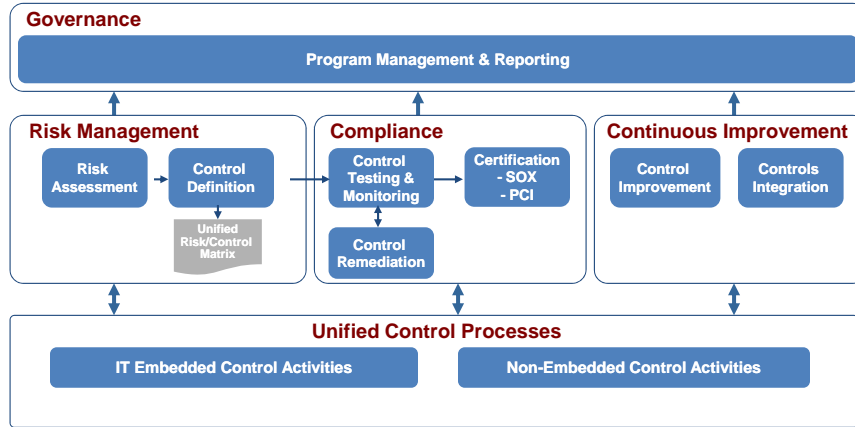 Governance
Program Management & Reporting
Risk Management
Risk
Assessment
Control
Definition
Unified
Risk/Control
Matrix
Compliance
Control
Testing &
Monitoring
Certification
- SOX
- PCI
Control
Remediation
Continuous Improvement
Control
Improvement
Controls
Integration
Unified Control Processes
IT Embedded Control Activities
Non-Embedded Control Activities